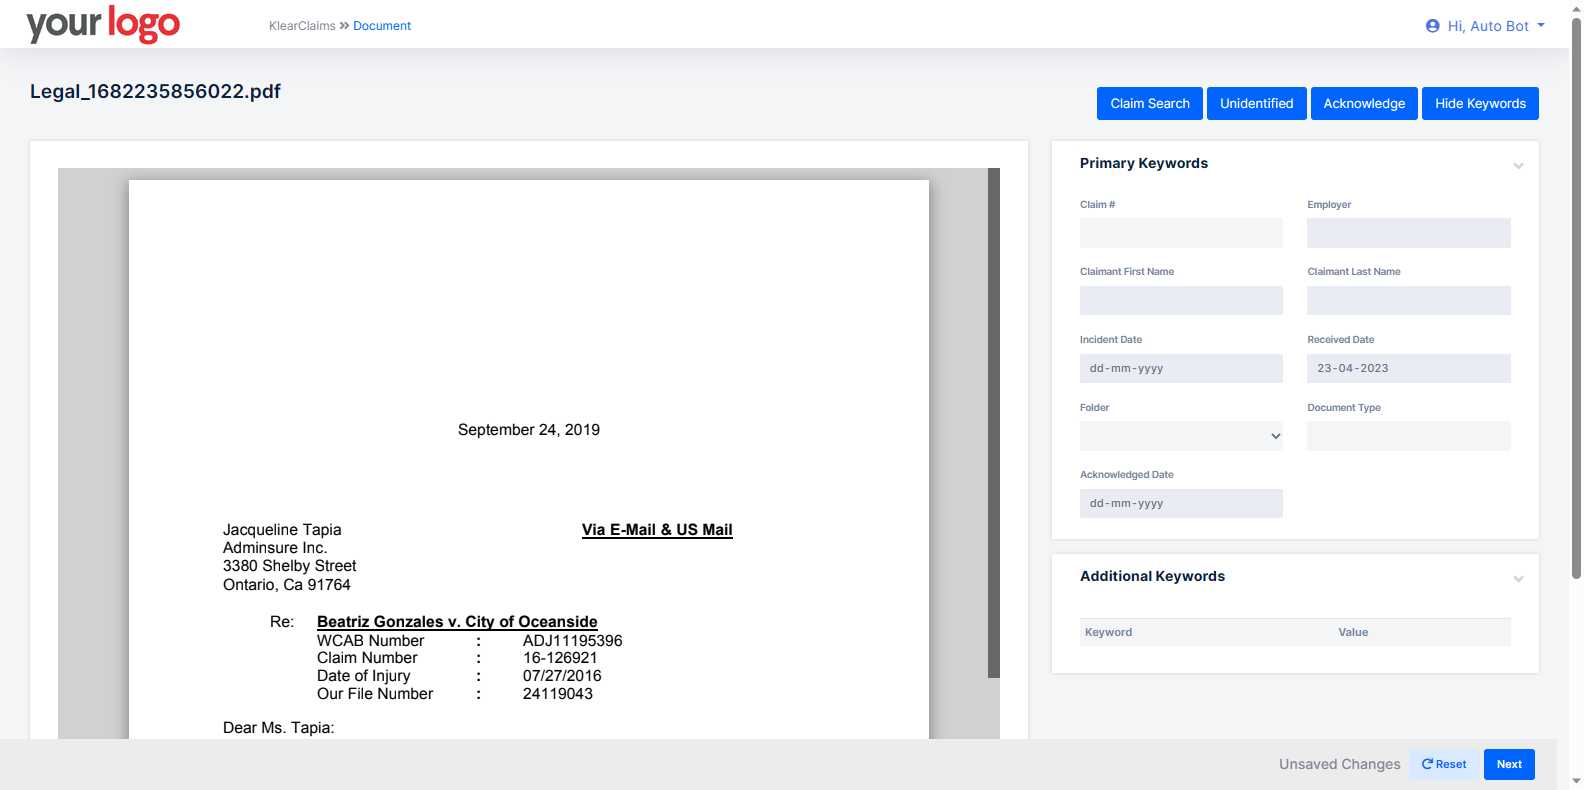 your logo
KlearClaims » Document
Hi, Auto Bot
Legal_1682235856022.pdf
Claim Search
Unidentified
Acknowledge
Hide Keywords
September 24, 2019
Jacqueline Tapia
Via E-Mail & US Mail
Adminsure Inc.
3380 Shelby Street
Ontario, Ca 91764
Re: Beatriz Gonzales v. City of Oceanside
WCAB Number : ADJ11195396
Claim Number : 16-126921
Date of Injury : 07/27/2016
Our File Number : 24119043
Dear Ms. Tapia:
Primary Keywords
Claim # Employer
Claimant First Name Claimant Last Name
Incident Date Received Date
dd-mm-yyyy 23-04-2023
Folder Document Type
Acknowledged Date
dd-mm-yyyy
Additional Keywords
Keyword Value
Unsaved Changes Reset Next